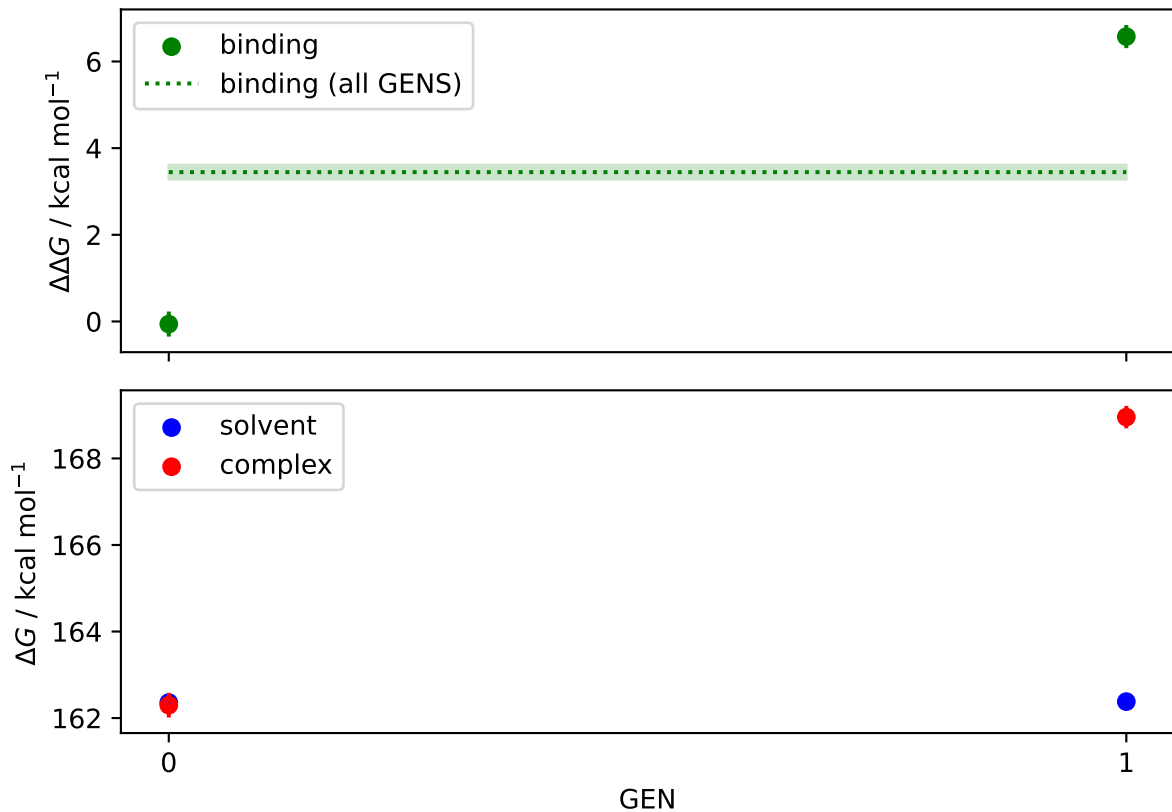 binding
binding (all GENS)
6
4
2
0
ΔΔG / kcal mol⁻¹
solvent
complex
168
166
164
162
ΔG / kcal mol⁻¹
0 1
GEN